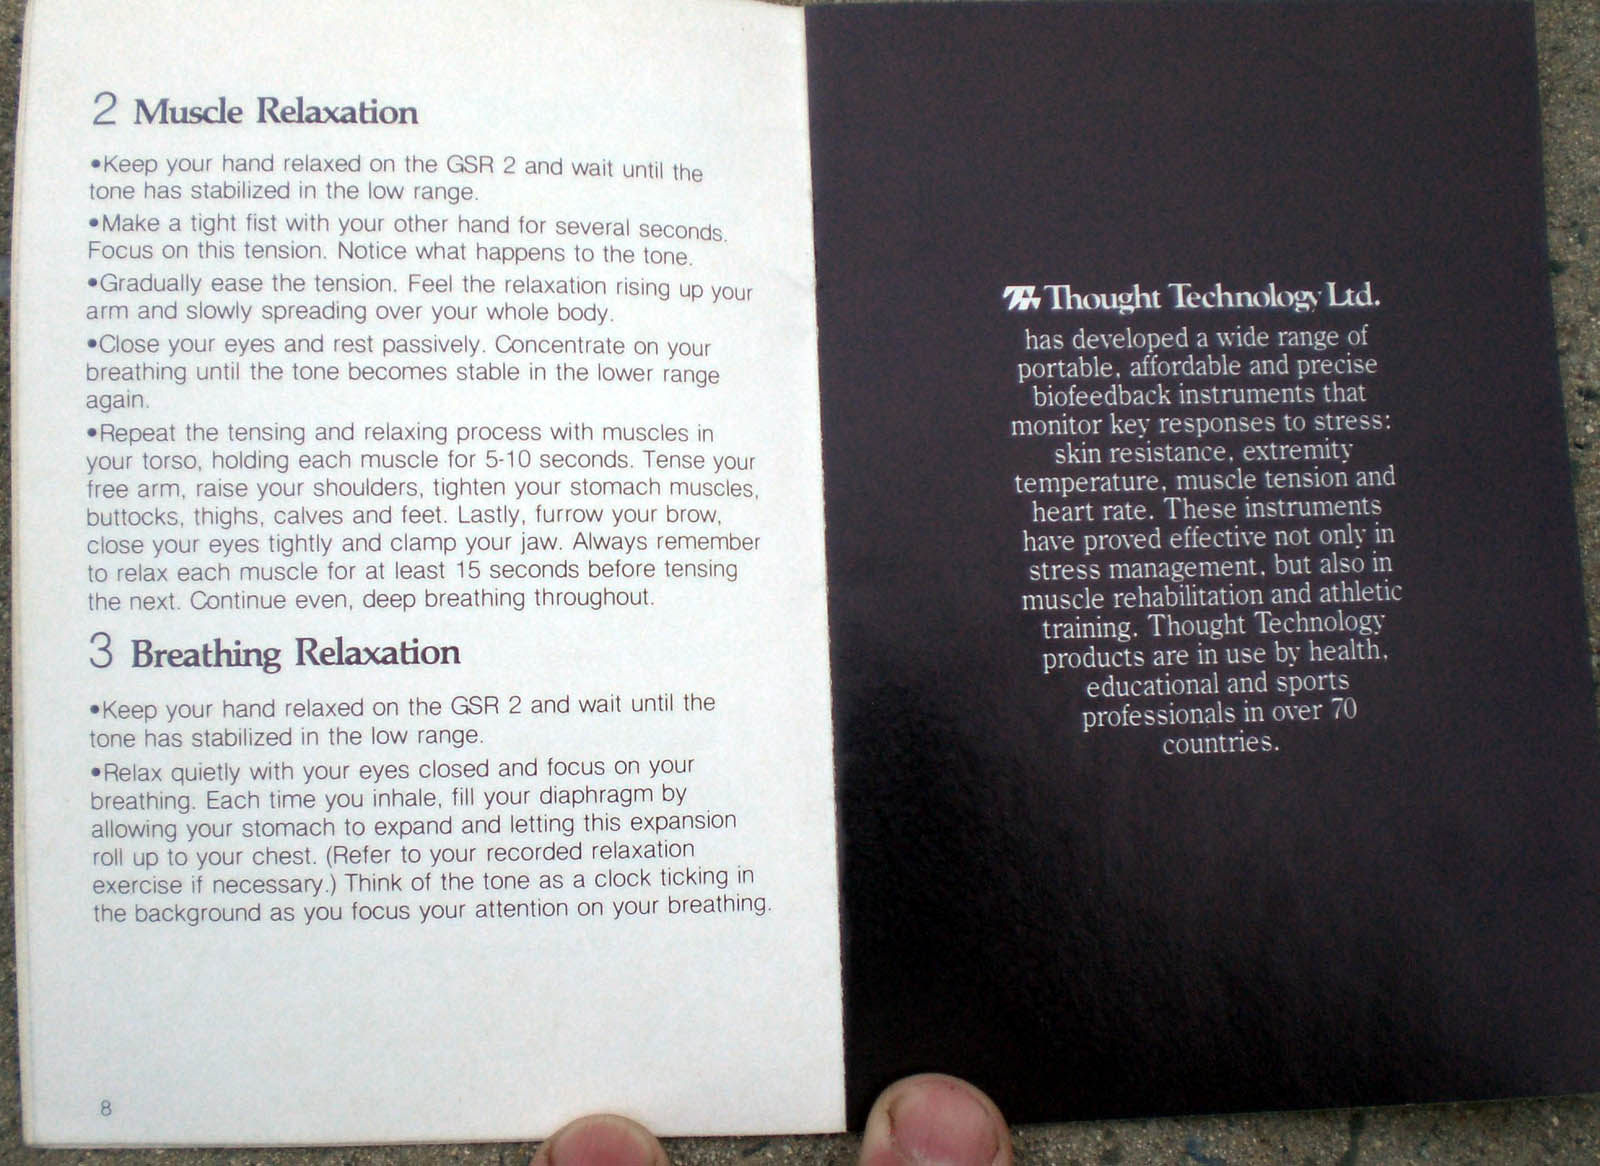 2 Muscle Relaxation
•Keep your hand relaxed on the GSR 2 and wait until the
tone has stabilized in the low range.
•Make a tight fist with your other hand for several seconds.
Focus on this tension. Notice what happens to the tone.
•Gradually ease the tension. Feel the relaxation rising up your
arm and slowly spreading over your whole body.
•Close your eyes and rest passively. Concentrate on your
breathing until the tone becomes stable in the lower range
again.
•Repeat the tensing and relaxing process with muscles in
your torso, holding each muscle for 5-10 seconds. Tense your
free arm, raise your shoulders, tighten your stomach muscles,
buttocks, thighs, calves and feet. Lastly, furrow your brow,
close your eyes tightly and clamp your jaw. Always remember
to relax each muscle for at least 15 seconds before tensing
the next. Continue even, deep breathing throughout.
3 Breathing Relaxation
•Keep your hand relaxed on the GSR 2 and wait until the
tone has stabilized in the low range.
•Relax quietly with your eyes closed and focus on your
breathing. Each time you inhale, fill your diaphragm by
allowing your stomach to expand and letting this expansion
roll up to your chest. (Refer to your recorded relaxation
exercise if necessary.) Think of the tone as a clock ticking in
the background as you focus your attention on your breathing.
8
Thought Technology Ltd.
has developed a wide range of
portable, affordable and precise
biofeedback instruments that
monitor key responses to stress:
skin resistance, extremity
temperature, muscle tension and
heart rate. These instruments
have proved effective not only in
stress management, but also in
muscle rehabilitation and athletic
training. Thought Technology
products are in use by health,
educational and sports
professionals in over 70
countries.